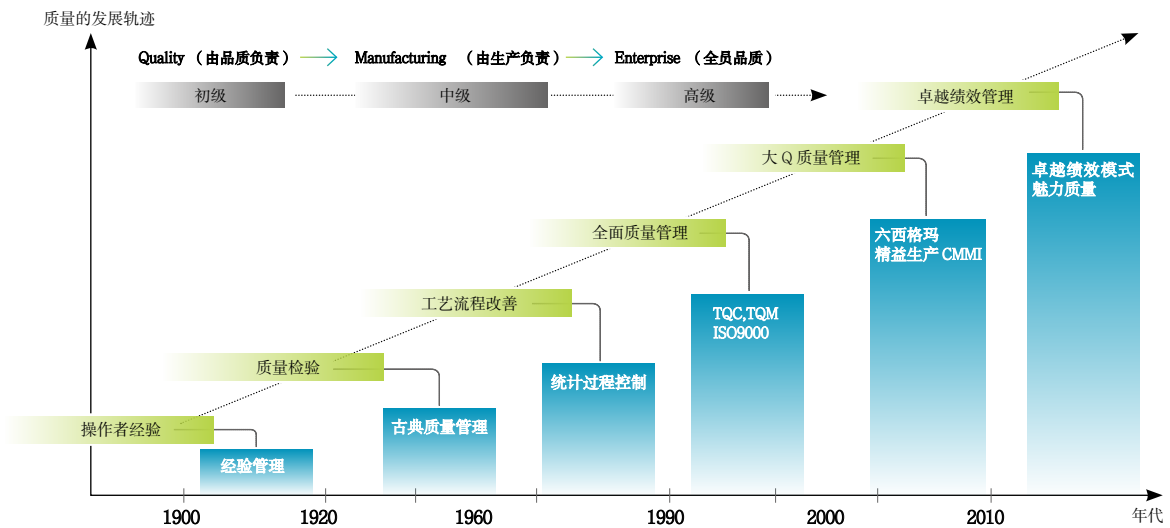 质量的发展轨迹
Quality （由品质负责） Manufacturing （由生产负责） Enterprise （全员品质）
初级 中级 高级
卓越绩效管理
大 Q 质量管理
卓越绩效模式
魅力质量
全面质量管理
六西格玛
精益生产 CMMI
工艺流程改善
TQC,TQM
ISO9000
质量检验
统计过程控制
操作者经验
古典质量管理
经验管理
1900 1920 1960 1990 2000 2010 年代